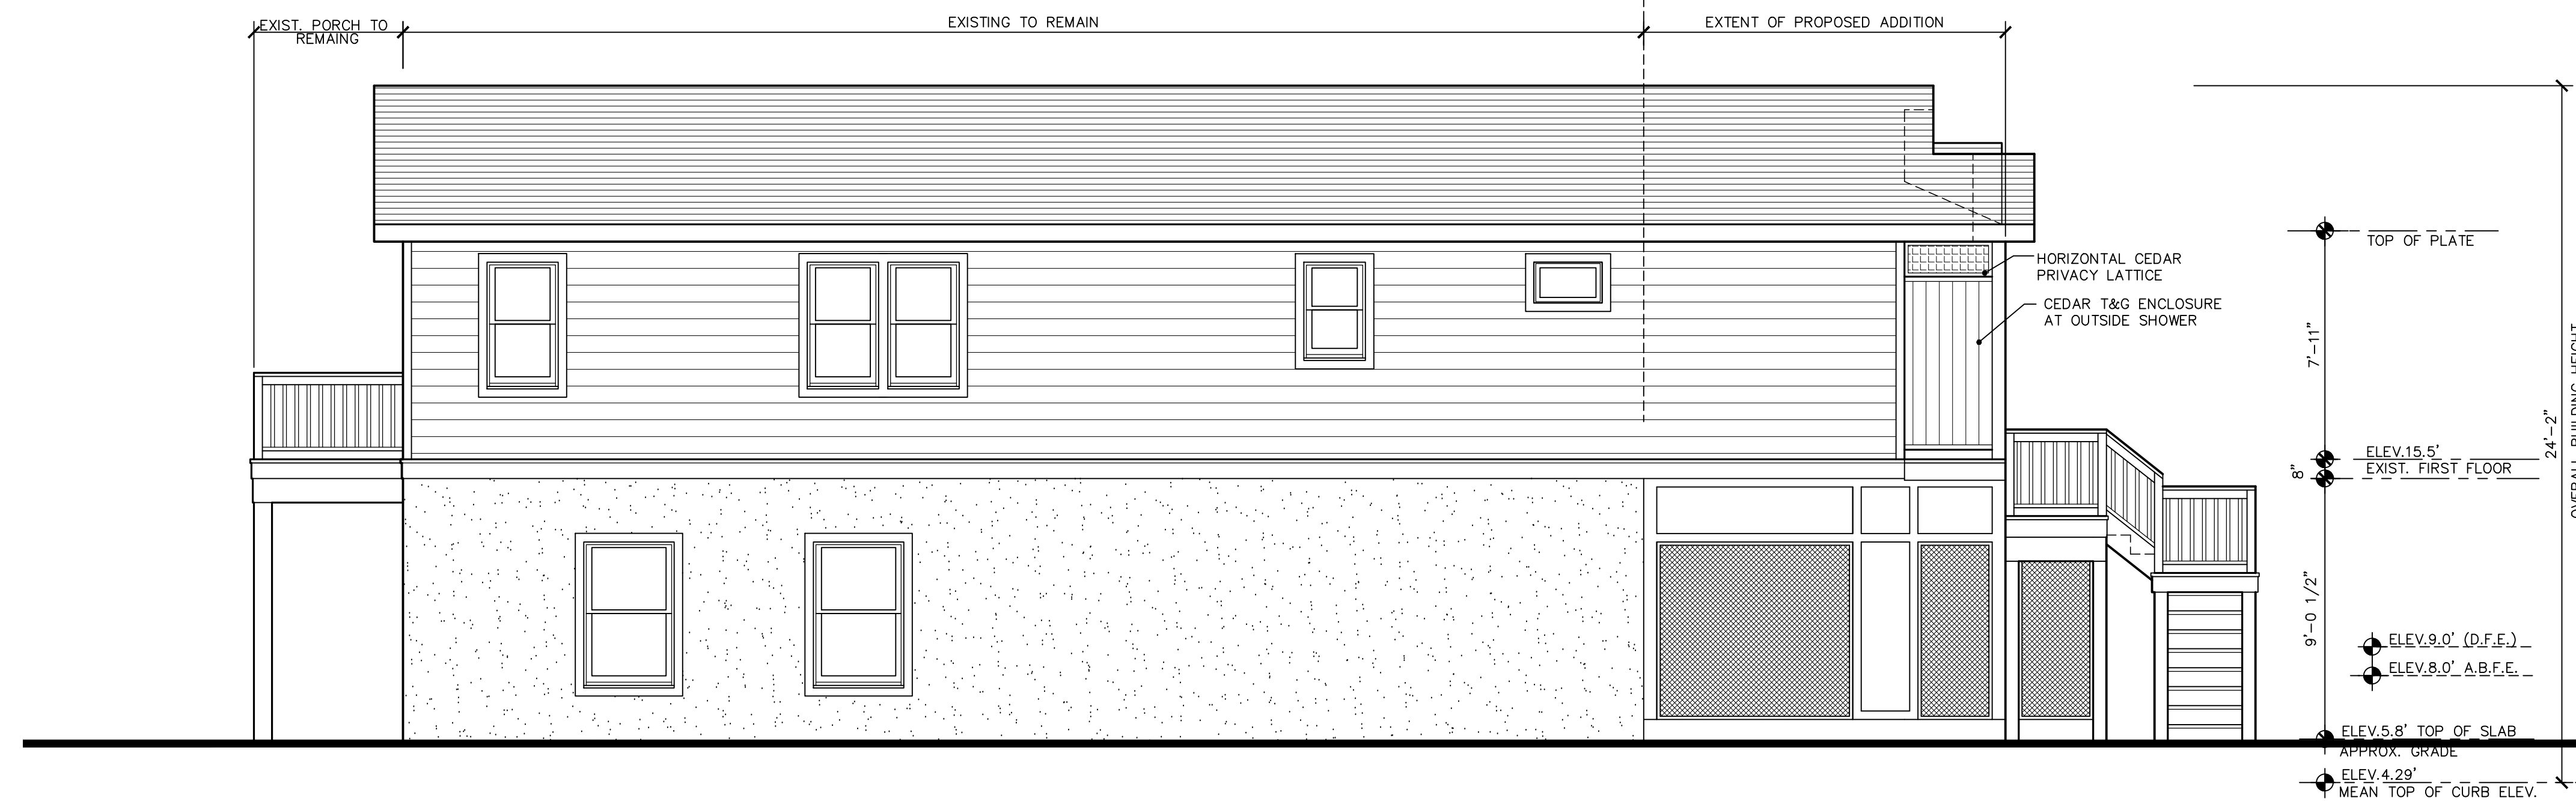 EXIST. PORCH TO
REMAING
EXISTING TO REMAIN
EXTENT OF PROPOSED ADDITION
TOP OF PLATE
HORIZONTAL CEDAR
PRIVACY LATTICE
CEDAR T&G ENCLOSURE
AT OUTSIDE SHOWER
7'-11"
24'-2"
OVERALL BUILDING HEIGHT
ELEV.15.5'
EXIST. FIRST FLOOR
8"
9'-0 1/2"
ELEV.9.0' (D.F.E.)
ELEV.8.0' A.B.F.E.
ELEV.5.8' TOP OF SLAB
APPROX. GRADE
ELEV.4.29'
MEAN TOP OF CURB ELEV.